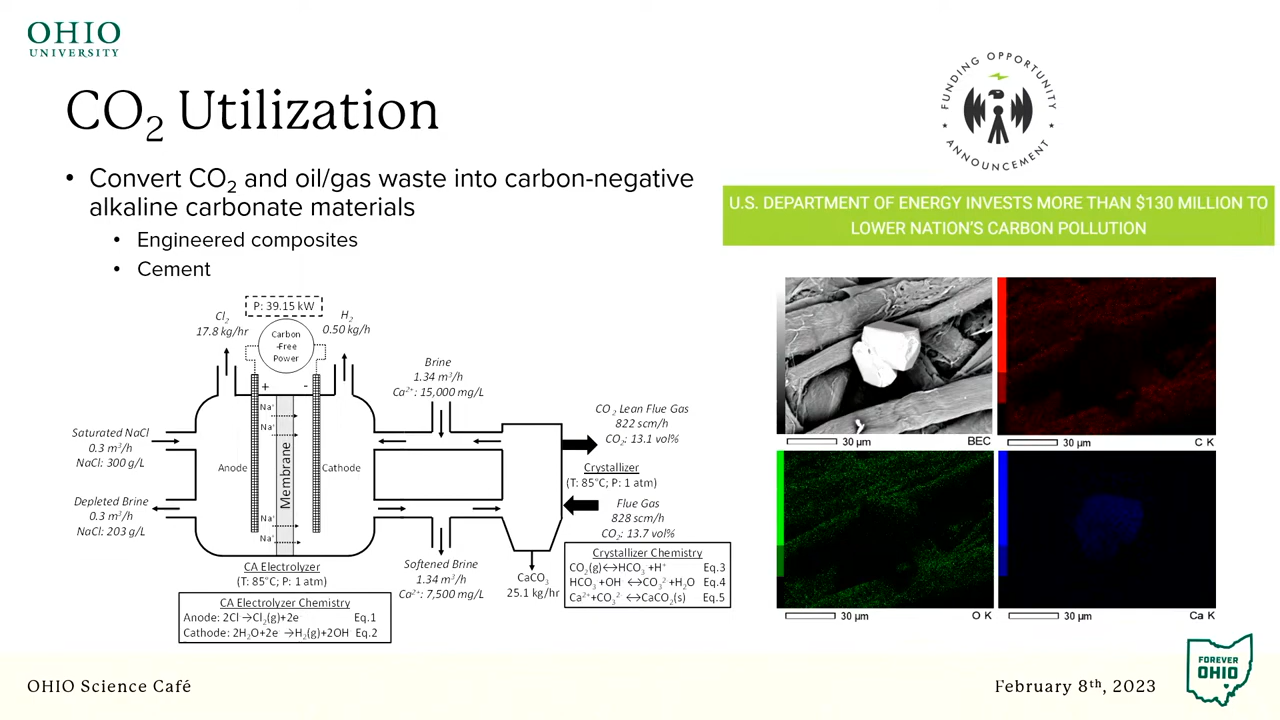 OHIO
UNIVERSITY
CO₂ Utilization
• Convert CO₂ and oil/gas waste into carbon-negative
alkaline carbonate materials
• Engineered composites
• Cement
FUNDING OPPORTUNITY
ANNOUNCEMENT
U.S. DEPARTMENT OF ENERGY INVESTS MORE THAN $130 MILLION TO
LOWER NATION'S CARBON POLLUTION
P: 39.15 kW
Cl₂
17.8 kg/hr
H₂
0.50 kg/h
Carbon
-Free
Power
+
-
Na⁺
Na⁺
Na⁺
Na⁺
Anode
Membrane
Cathode
Saturated NaCl
0.3 m³/h
NaCl: 300 g/L
Depleted Brine
0.3 m³/h
NaCl: 203 g/L
Brine
1.34 m³/h
Ca²⁺: 15,000 mg/L
CO₂ Lean Flue Gas
822 scm/h
CO₂: 13.1 vol%
Crystallizer
(T: 85°C; P: 1 atm)
Flue Gas
828 scm/h
CO₂: 13.7 vol%
CA Electrolyzer
(T: 85°C; P: 1 atm)
Softened Brine
1.34 m³/h
Ca²⁺: 7,500 mg/L
CaCO₃
25.1 kg/hr
CA Electrolyzer Chemistry
Anode: 2Cl⁻→Cl₂(g)+2e⁻ Eq.1
Cathode: 2H₂O+2e⁻→H₂(g)+2OH⁻ Eq.2
Crystallizer Chemistry
CO₂(g)↔HCO₃⁻+H⁺ Eq.3
HCO₃⁻+OH⁻↔CO₃²⁻+H₂O Eq.4
Ca²⁺+CO₃²⁻↔CaCO₂(s) Eq.5
30 µm BEC
30 µm C K
30 µm O K
30 µm Ca K
OHIO Science Café
February 8ᵗʰ, 2023
FOREVER
OHIO